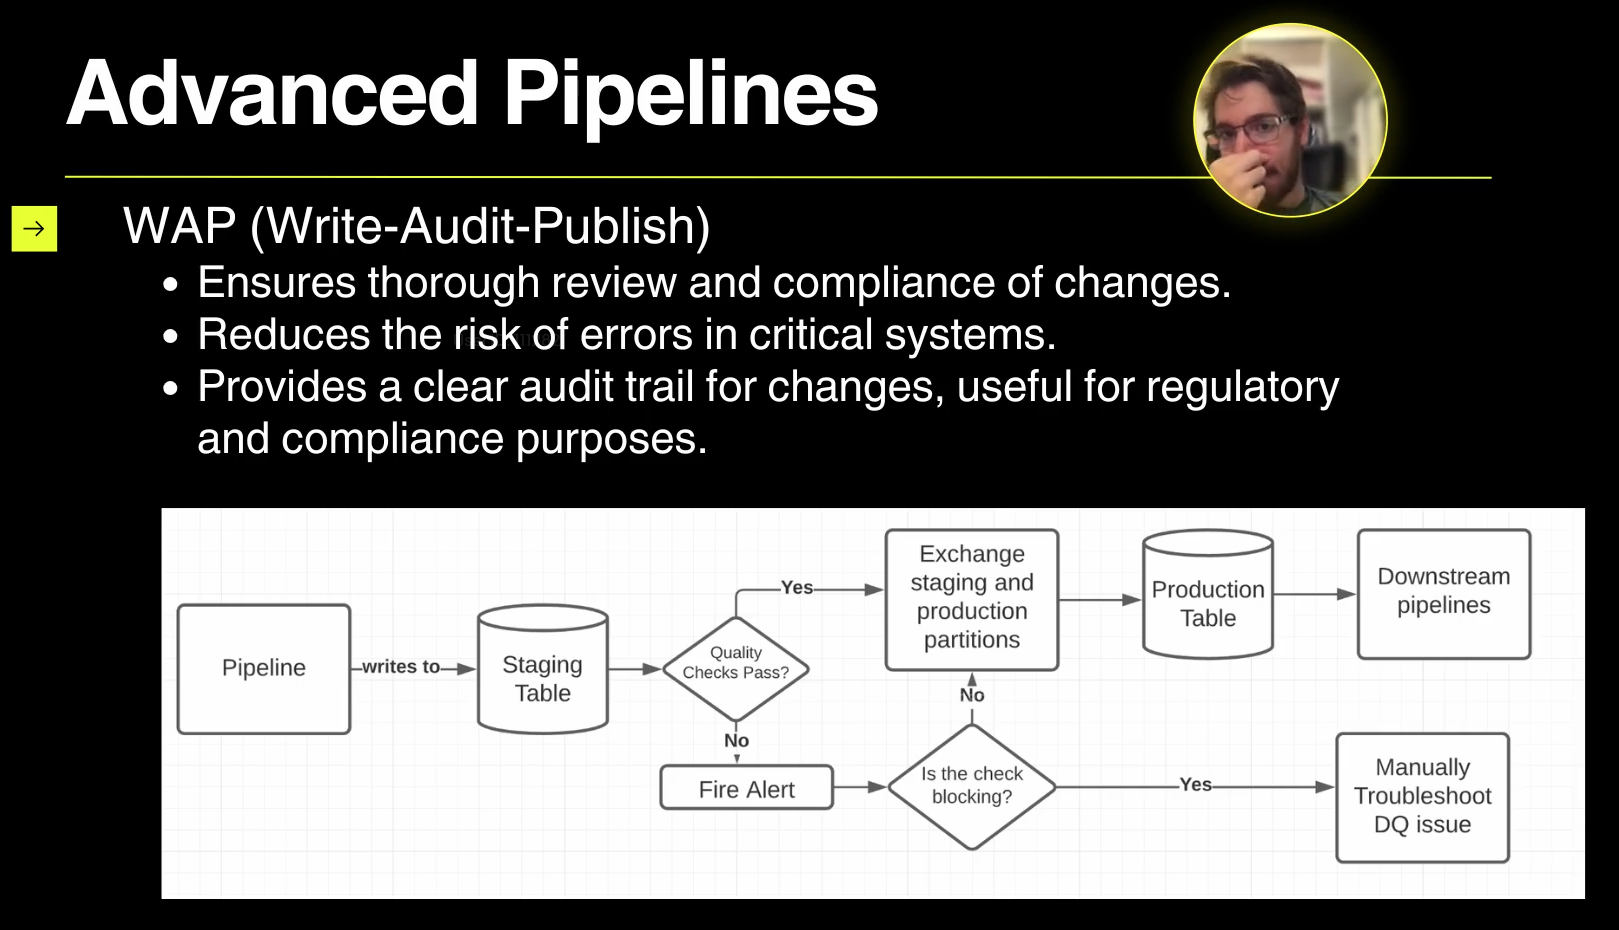 Advanced Pipelines
WAP (Write-Audit-Publish)
Ensures thorough review and compliance of changes.
Reduces the risk of errors in critical systems.
Provides a clear audit trail for changes, useful for regulatory
and compliance purposes.
Pipeline
writes to
Staging
Table
Quality
Checks Pass?
Yes
Exchange
staging and
production
partitions
Production
Table
Downstream
pipelines
No
Fire Alert
Is the check
blocking?
No
Yes
Manually
Troubleshoot
DQ issue